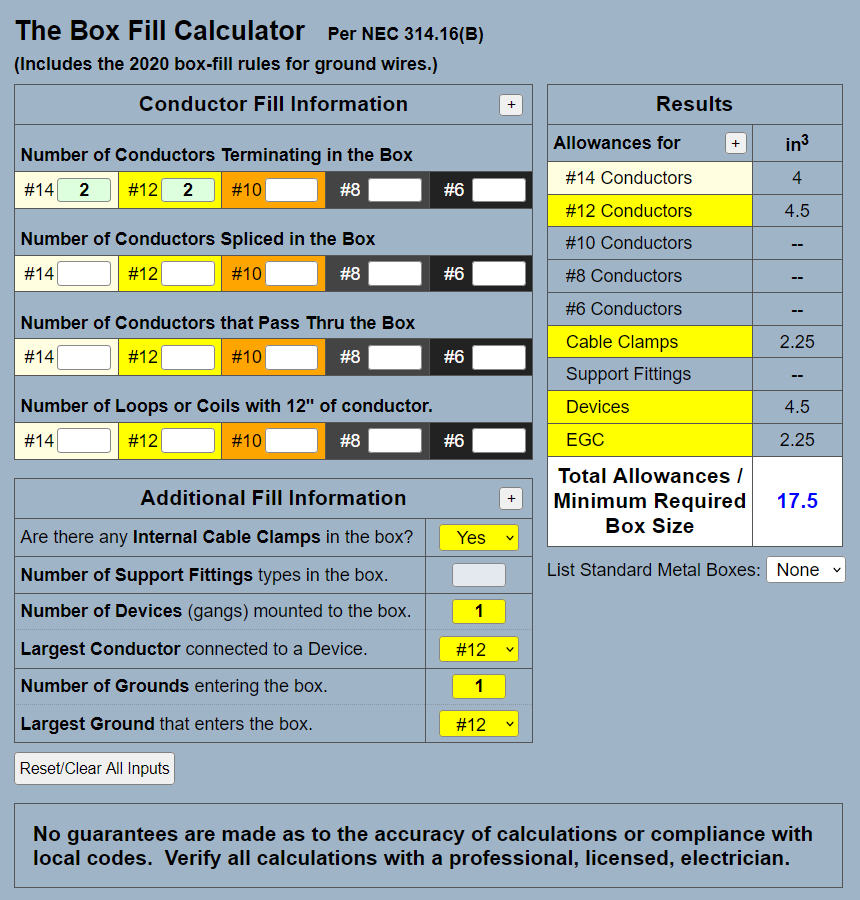 The Box Fill Calculator Per NEC 314.16(B)
(Includes the 2020 box-fill rules for ground wires.)
Conductor Fill Information +
Number of Conductors Terminating in the Box
#14 2 #12 2 #10 #8 #6
Number of Conductors Spliced in the Box
#14 #12 #10 #8 #6
Number of Conductors that Pass Thru the Box
#14 #12 #10 #8 #6
Number of Loops or Coils with 12" of conductor.
#14 #12 #10 #8 #6
Additional Fill Information +
Are there any Internal Cable Clamps in the box? Yes
Number of Support Fittings types in the box.
Number of Devices (gangs) mounted to the box. 1
Largest Conductor connected to a Device. #12
Number of Grounds entering the box. 1
Largest Ground that enters the box. #12
Reset/Clear All Inputs
Results
Allowances for + in³
#14 Conductors 4
#12 Conductors 4.5
#10 Conductors --
#8 Conductors --
#6 Conductors --
Cable Clamps 2.25
Support Fittings --
Devices 4.5
EGC 2.25
Total Allowances /
Minimum Required 17.5
Box Size
List Standard Metal Boxes: None
No guarantees are made as to the accuracy of calculations or compliance with
local codes. Verify all calculations with a professional, licensed, electrician.